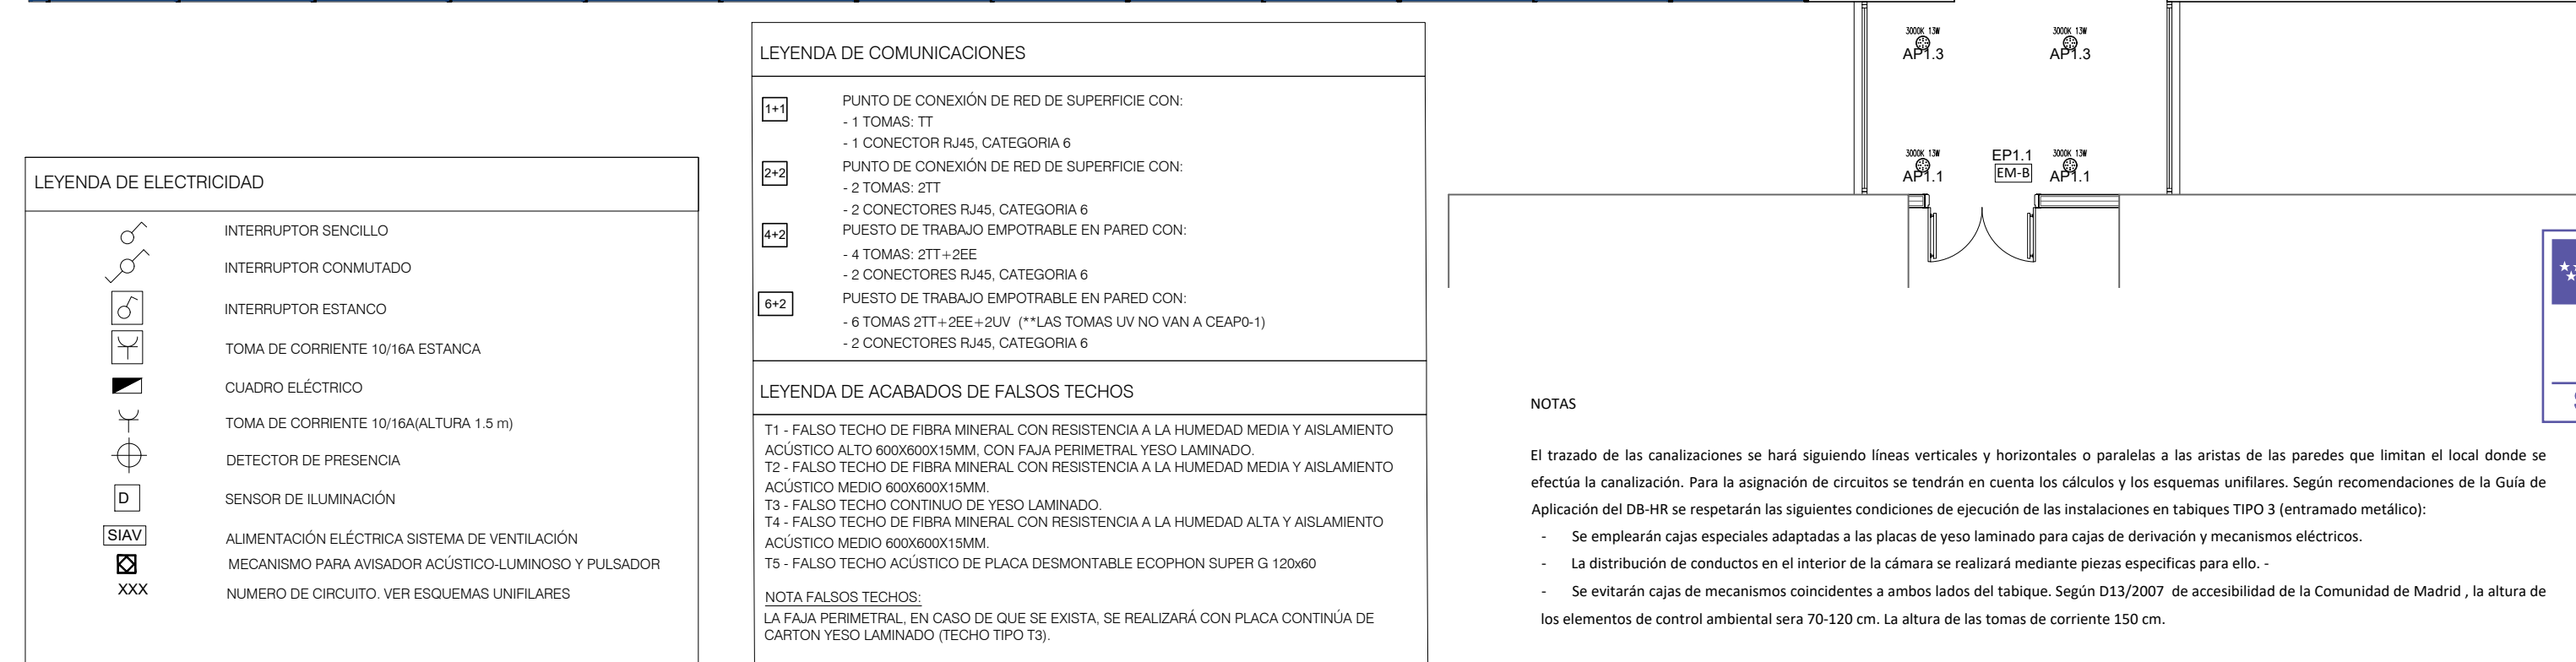 LEYENDA DE ELECTRICIDAD
INTERRUPTOR SENCILLO
INTERRUPTOR CONMUTADO
INTERRUPTOR ESTANCO
TOMA DE CORRIENTE 10/16A ESTANCA
CUADRO ELÉCTRICO
TOMA DE CORRIENTE 10/16A(ALTURA 1.5 m)
DETECTOR DE PRESENCIA
D SENSOR DE ILUMINACIÓN
SIAV ALIMENTACIÓN ELÉCTRICA SISTEMA DE VENTILACIÓN
MECANISMO PARA AVISADOR ACÚSTICO-LUMINOSO Y PULSADOR
XXX NUMERO DE CIRCUITO. VER ESQUEMAS UNIFILARES
LEYENDA DE COMUNICACIONES
1+1 PUNTO DE CONEXIÓN DE RED DE SUPERFICIE CON:
- 1 TOMAS: TT
- 1 CONECTOR RJ45, CATEGORIA 6
2+2 PUNTO DE CONEXIÓN DE RED DE SUPERFICIE CON:
- 2 TOMAS: 2TT
- 2 CONECTORES RJ45, CATEGORIA 6
4+2 PUESTO DE TRABAJO EMPOTRABLE EN PARED CON:
- 4 TOMAS: 2TT+2EE
- 2 CONECTORES RJ45, CATEGORIA 6
6+2 PUESTO DE TRABAJO EMPOTRABLE EN PARED CON:
- 6 TOMAS 2TT+2EE+2UV (**LAS TOMAS UV NO VAN A CEAP0-1)
- 2 CONECTORES RJ45, CATEGORIA 6
LEYENDA DE ACABADOS DE FALSOS TECHOS
T1 - FALSO TECHO DE FIBRA MINERAL CON RESISTENCIA A LA HUMEDAD MEDIA Y AISLAMIENTO
ACÚSTICO ALTO 600X600X15MM, CON FAJA PERIMETRAL YESO LAMINADO.
T2 - FALSO TECHO DE FIBRA MINERAL CON RESISTENCIA A LA HUMEDAD MEDIA Y AISLAMIENTO
ACÚSTICO MEDIO 600X600X15MM.
T3 - FALSO TECHO CONTINUO DE YESO LAMINADO.
T4 - FALSO TECHO DE FIBRA MINERAL CON RESISTENCIA A LA HUMEDAD ALTA Y AISLAMIENTO
ACÚSTICO MEDIO 600X600X15MM.
T5 - FALSO TECHO ACÚSTICO DE PLACA DESMONTABLE ECOPHON SUPER G 120x60
NOTA FALSOS TECHOS:
LA FAJA PERIMETRAL, EN CASO DE QUE SE EXISTA, SE REALIZARÁ CON PLACA CONTINÚA DE
CARTON YESO LAMINADO (TECHO TIPO T3).
3000K 13W 3000K 13W
AP1.3 AP1.3
3000K 13W EP1.1 3000K 13W
AP1.1 EM-B AP1.1
NOTAS
El trazado de las canalizaciones se hará siguiendo líneas verticales y horizontales o paralelas a las aristas de las paredes que limitan el local donde se
efectúa la canalización. Para la asignación de circuitos se tendrán en cuenta los cálculos y los esquemas unifilares. Según recomendaciones de la Guía de
Aplicación del DB-HR se respetarán las siguientes condiciones de ejecución de las instalaciones en tabiques TIPO 3 (entramado metálico):
- Se emplearán cajas especiales adaptadas a las placas de yeso laminado para cajas de derivación y mecanismos eléctricos.
- La distribución de conductos en el interior de la cámara se realizará mediante piezas especificas para ello. -
- Se evitarán cajas de mecanismos coincidentes a ambos lados del tabique. Según D13/2007 de accesibilidad de la Comunidad de Madrid , la altura de
los elementos de control ambiental sera 70-120 cm. La altura de las tomas de corriente 150 cm.